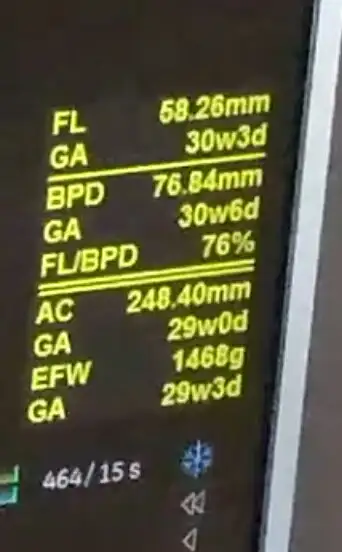 FL 58.26mm
GA 30w3d
BPD 76.84mm
GA 30w6d
FL/BPD 76%
AC 248.40mm
GA 29w0d
EFW 1468g
GA 29w3d
464/15 s